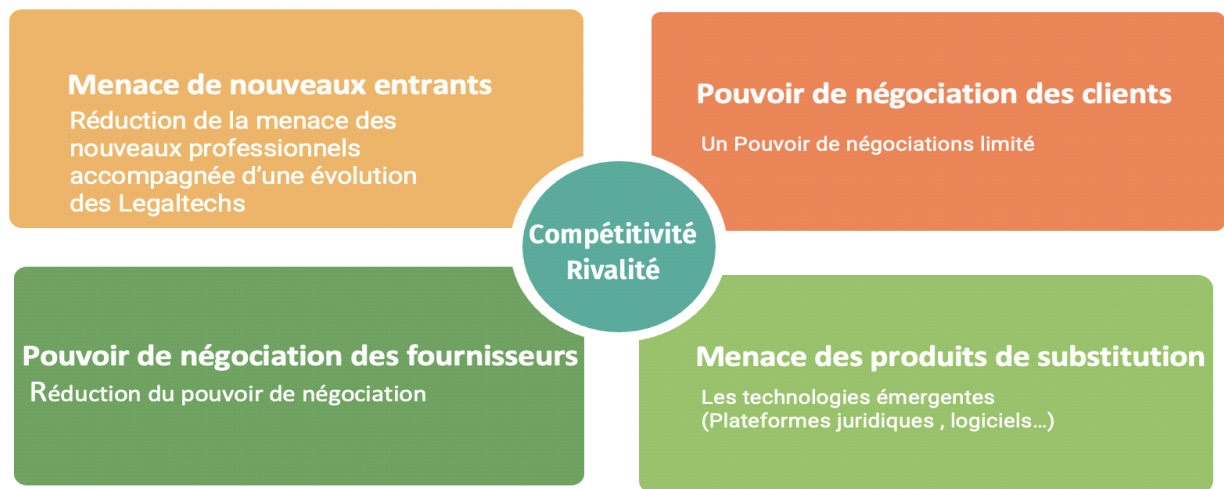 Menace de nouveaux entrants
Réduction de la menace des
nouveaux professionnels
accompagnée d'une évolution
des Legaltechs
Pouvoir de négociation des clients
Un Pouvoir de négociations limité
Compétitivité
Rivalité
Pouvoir de négociation des fournisseurs
Réduction du pouvoir de négociation
Menace des produits de substitution
Les technologies émergentes
(Plateformes juridiques , logiciels...)